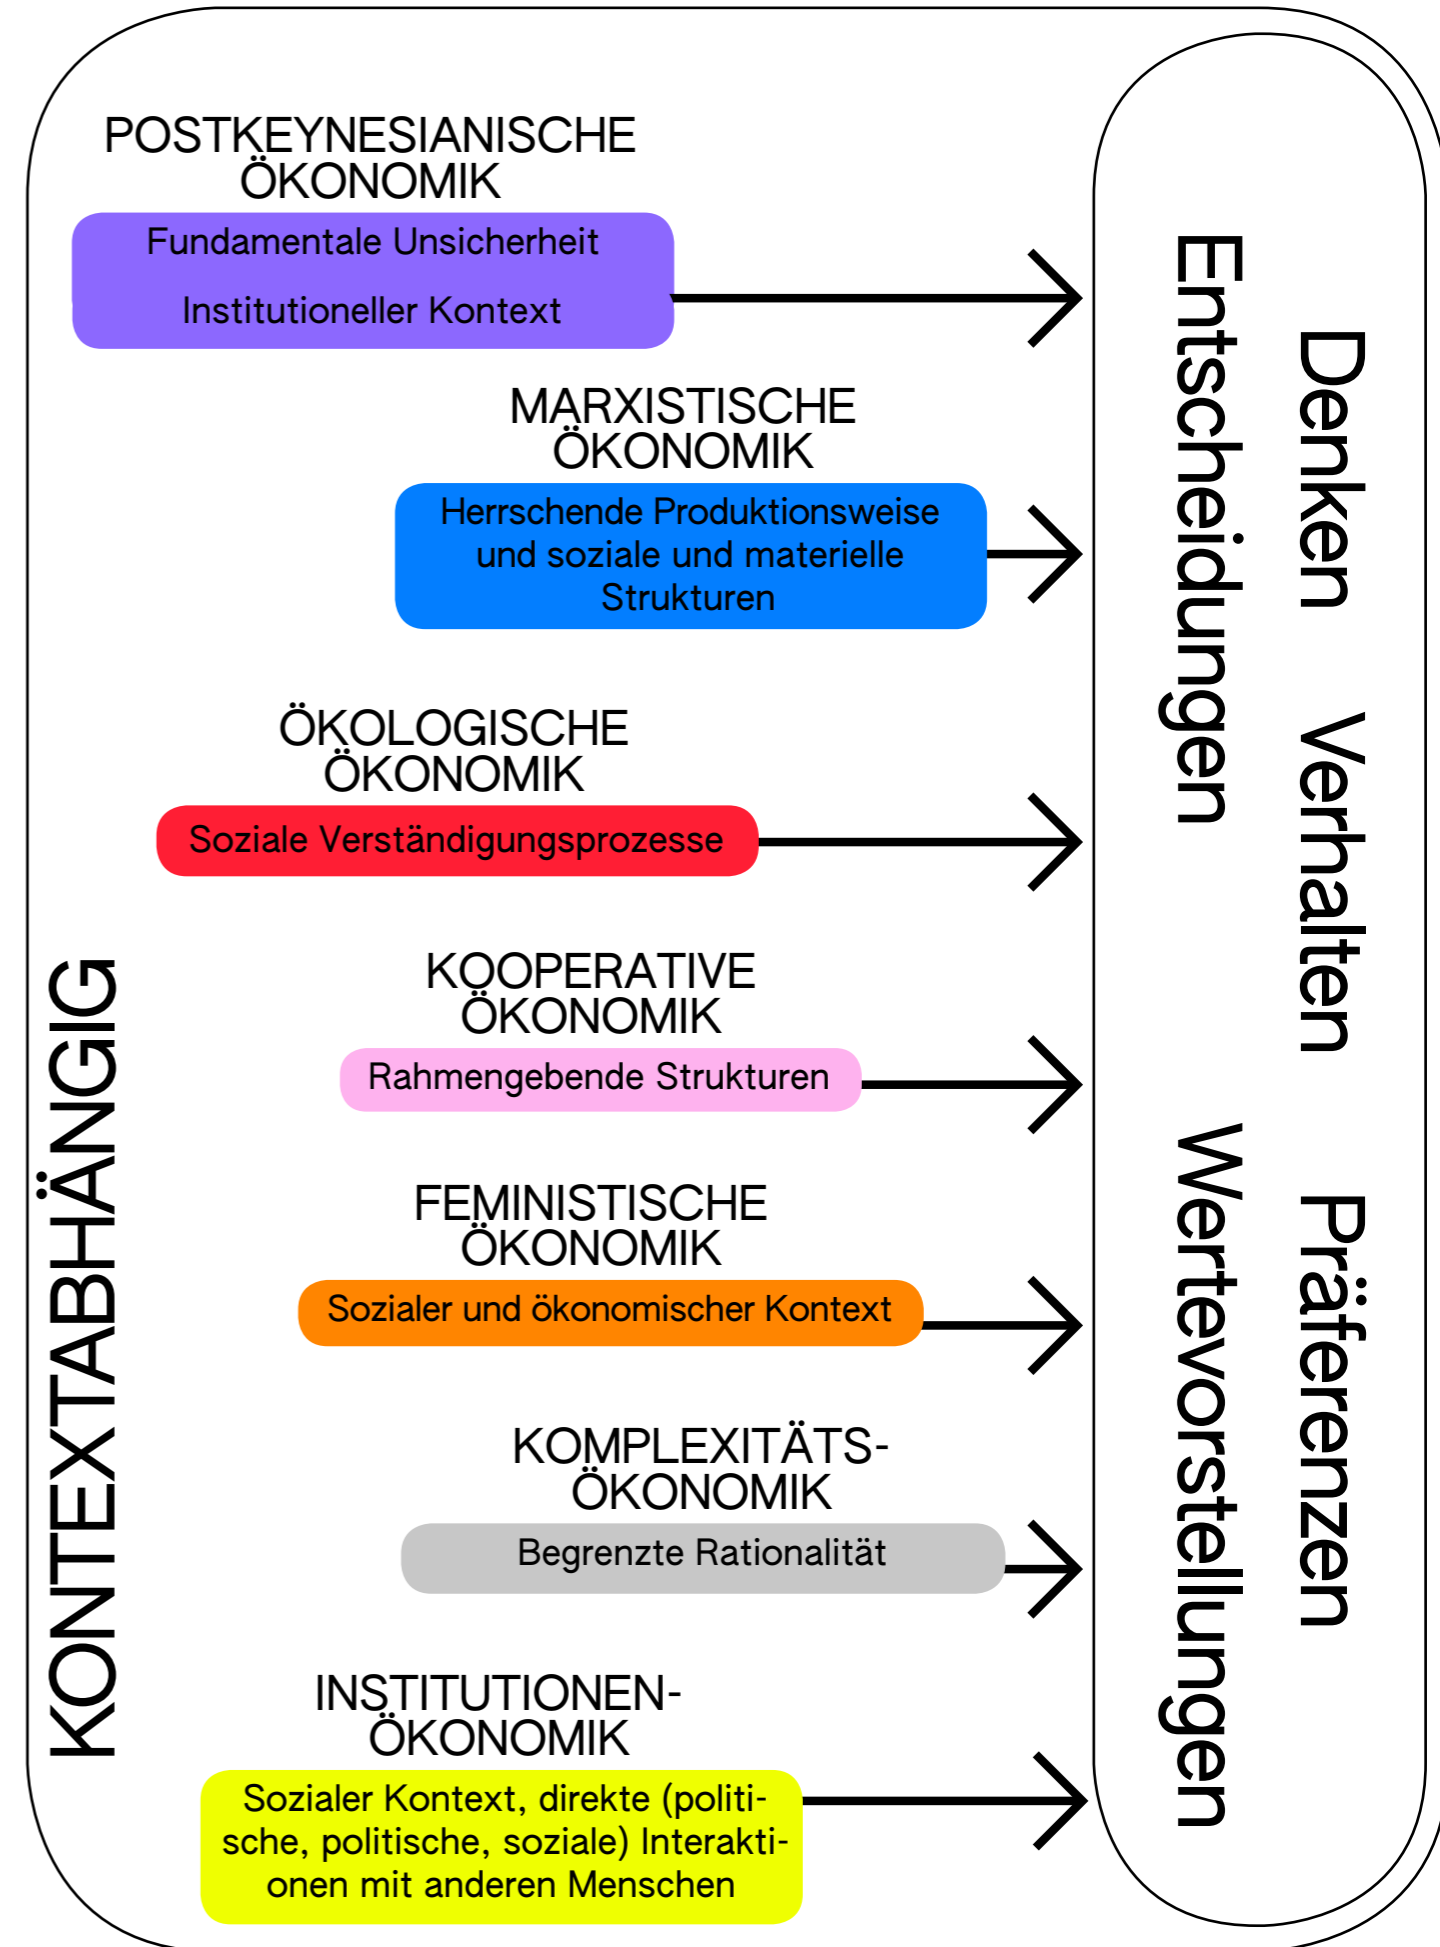 POSTKEYNESIANISCHE
ÖKONOMIK
Fundamentale Unsicherheit
Institutioneller Kontext
MARXISTISCHE
ÖKONOMIK
Herrschende Produktionsweise
und soziale und materielle
Strukturen
ÖKOLOGISCHE
ÖKONOMIK
Soziale Verständigungsprozesse
KOOPERATIVE
ÖKONOMIK
Rahmengebende Strukturen
FEMINISTISCHE
ÖKONOMIK
Sozialer und ökonomischer Kontext
KOMPLEXITÄTS-
ÖKONOMIK
Begrenzte Rationalität
INSTITUTIONEN-
ÖKONOMIK
Sozialer Kontext, direkte (politi-
sche, politische, soziale) Interakti-
onen mit anderen Menschen
KONTEXTABHÄNGIG
Denken Verhalten Präferenzen
Entscheidungen Wertevorstellungen